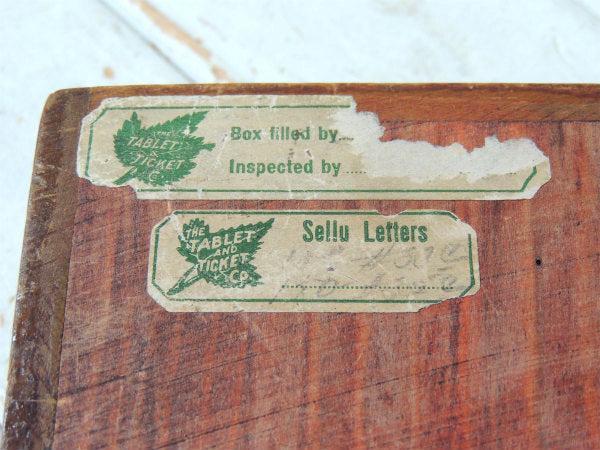 THE
TABLET &
TICKET
Co.
Box filled by
Inspected by
THE
TABLET
AND
TICKET
Co.
Sellu Letters